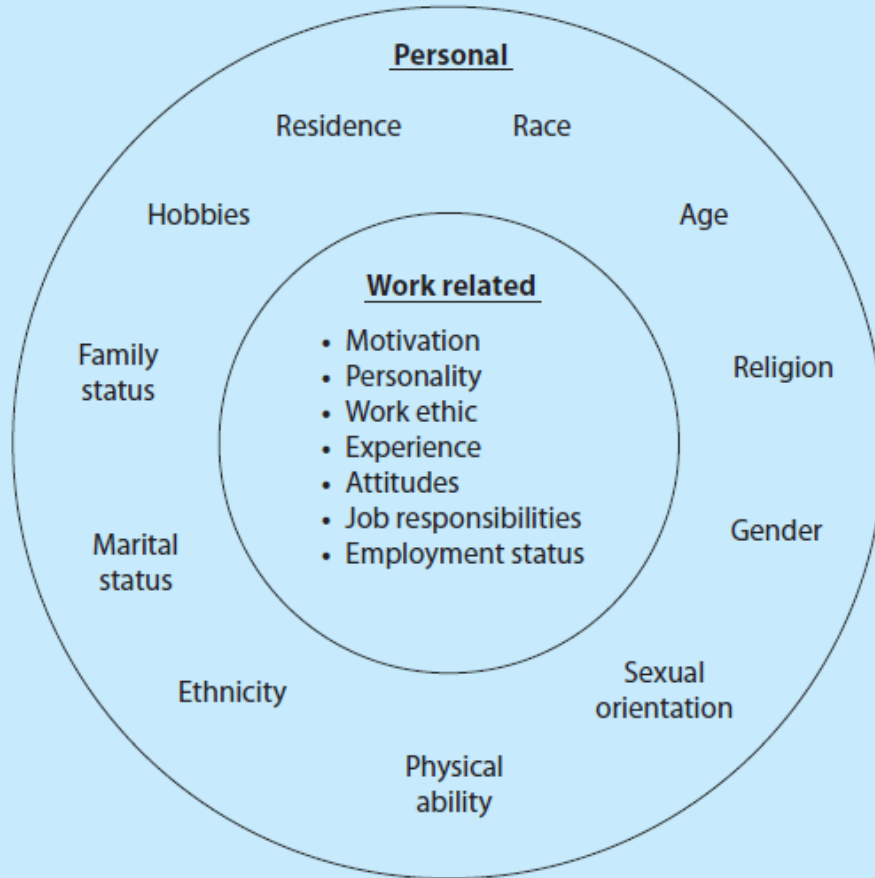 Personal
Residence
Race
Hobbies
Age
Work related
• Motivation
• Personality
• Work ethic
• Experience
• Attitudes
• Job responsibilities
• Employment status
Family
status
Religion
Marital
status
Gender
Ethnicity
Sexual
orientation
Physical
ability